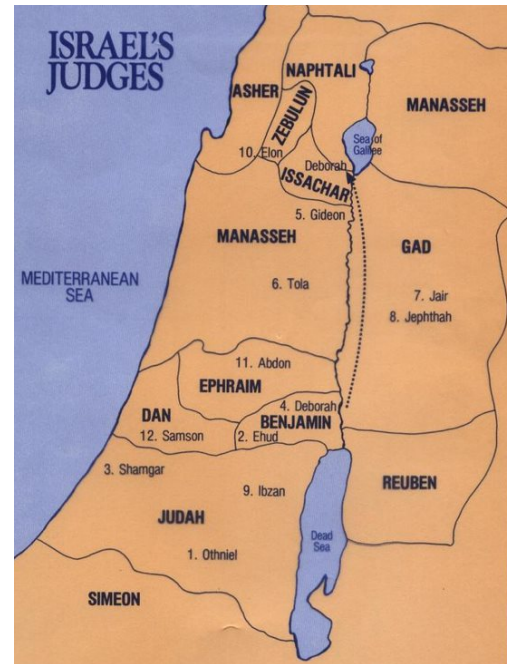 ISRAEL'S
JUDGES
NAPHTALI
ASHER
MANASSEH
ZEBULUN
Sea of
Galilee
10. Elon
Deborah
ISSACHAR
5. Gideon
MANASSEH
GAD
MEDITERRANEAN
SEA
6. Tola
7. Jair
8. Jephthah
11. Abdon
EPHRAIM
4. Deborah
DAN
BENJAMIN
12. Samson
2. Ehud
3. Shamgar
9. Ibzan
REUBEN
JUDAH
Dead
Sea
1. Othniel
SIMEON